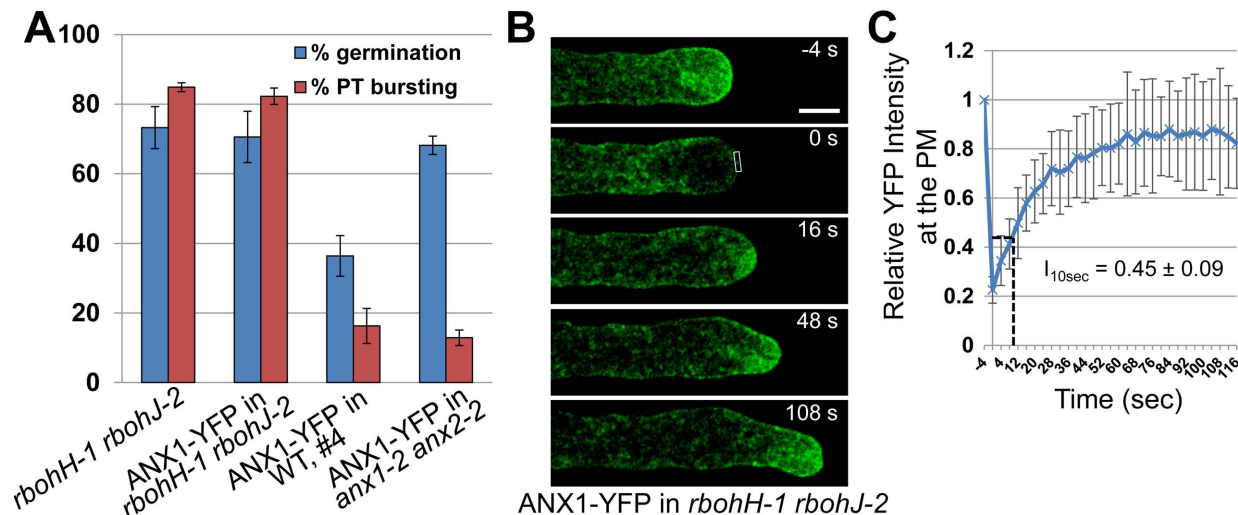 A
100
80
60
40
20
0
% germination
% PT bursting
rbohH-1 rbohJ-2
ANX1-YFP in
rbohH-1 rbohJ-2
ANX1-YFP in
WT, #4
ANX1-YFP in
anx1-2 anx2-2
B
-4 s
0 s
16 s
48 s
108 s
ANX1-YFP in rbohH-1 rbohJ-2
C
Relative YFP Intensity
at the PM
1.2
1
0.8
0.6
0.4
0.2
0
I10sec = 0.45 ± 0.09
-4 4 12 20 28 36 44 52 60 68 76 84 92 100 108 116
Time (sec)